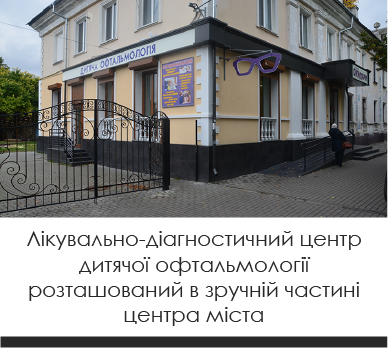 ДИТЯЧА ОФТАЛЬМОЛОГІЯ
Лікувально-діагностичний центр
дитячої офтальмології
розташований в зручній частині
центра міста